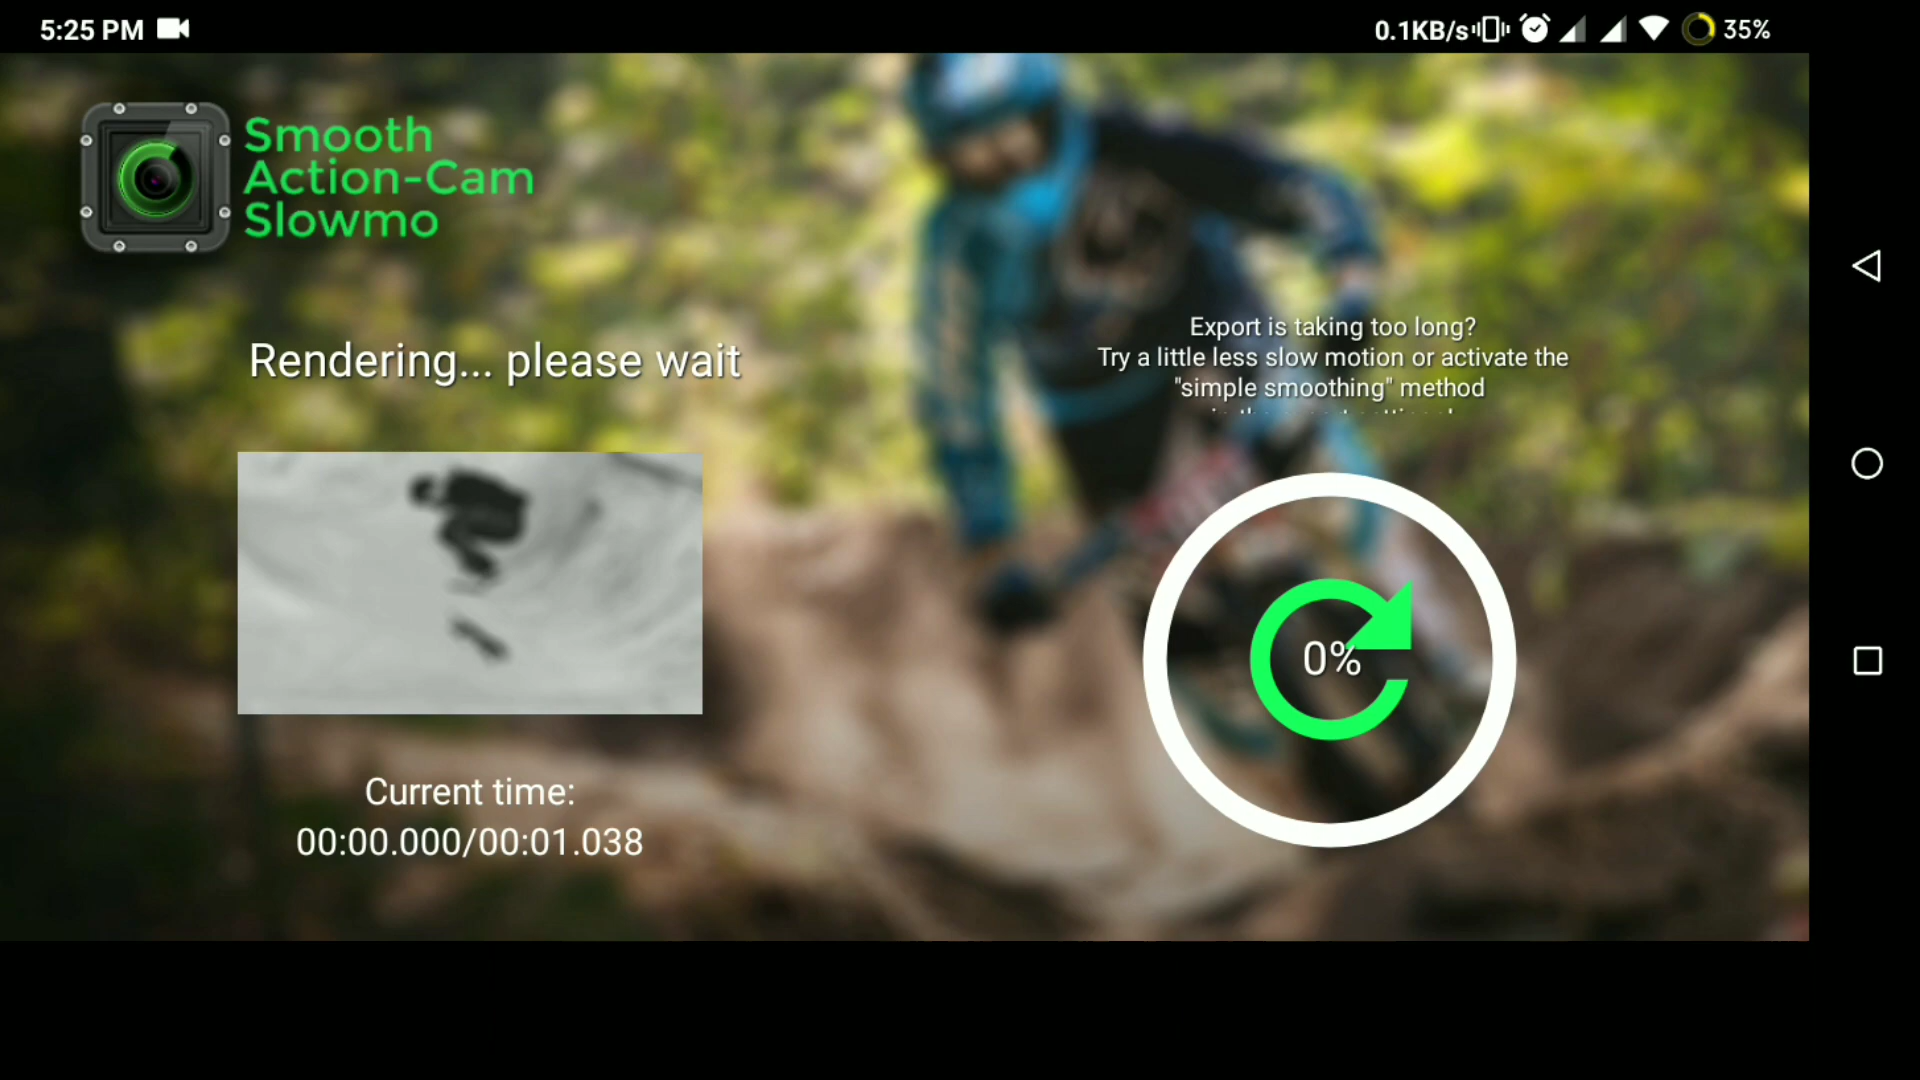 5:25 PM
0.1KB/s
35%
Smooth
Action-Cam
Slowmo
Rendering... please wait
Export is taking too long?
Try a little less slow motion or activate the
"simple smoothing" method
0%
Current time:
00:00.000/00:01.038